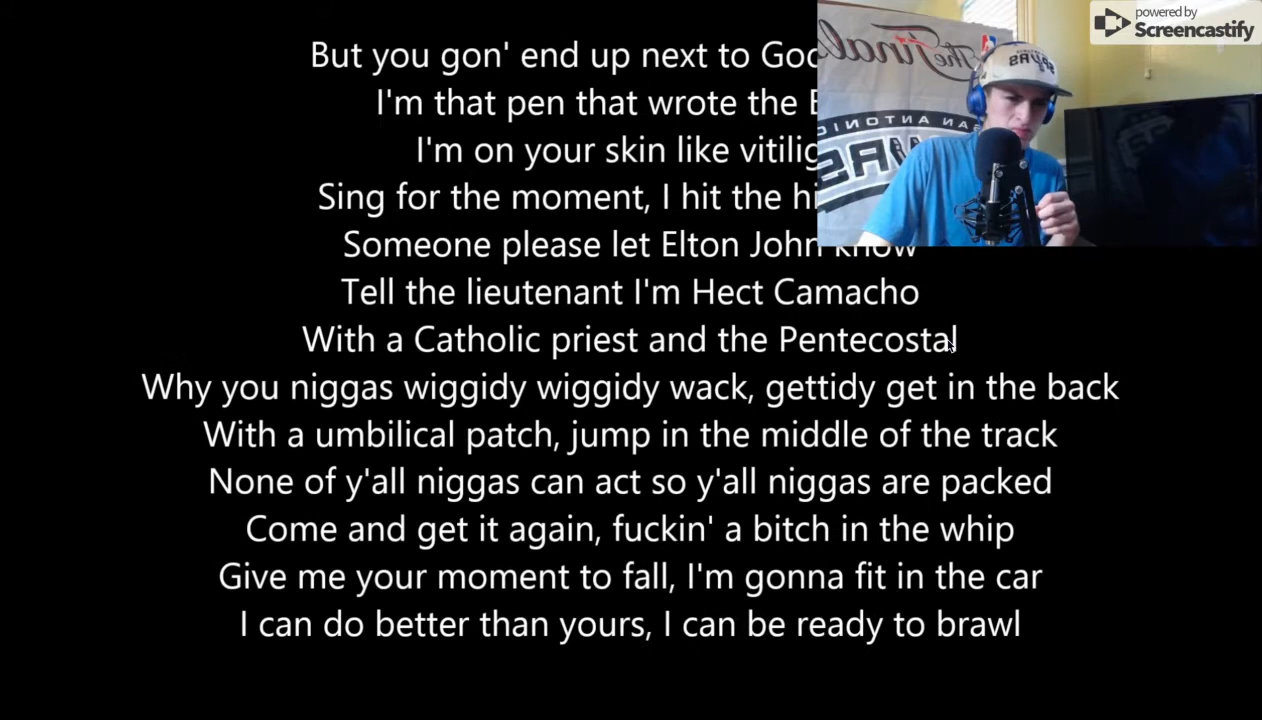 powered by
Screencastify
The Finals
SPURS
SAN ANTONIO
But you gon' end up next to
I'm that pen that wrote the
I'm on your skin like
Sing for the moment, I hit the
Someone please let Elton John know
Tell the lieutenant I'm Hect Camacho
With a Catholic priest and the Pentecostal
Why you niggas wiggidy wiggidy wack, gettidy get in the back
With a umbilical patch, jump in the middle of the track
None of y'all niggas can act so y'all niggas are packed
Come and get it again, fuckin' a bitch in the whip
Give me your moment to fall, I'm gonna fit in the car
I can do better than yours, I can be ready to brawl